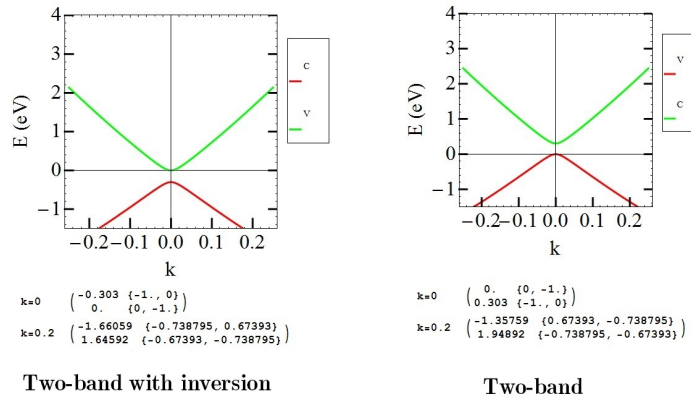 4
3
2
1
0
−1
E (eV)
−0.2 −0.1 0.0 0.1 0.2
k
c
v
k=0 ( −0.303 {−1., 0}
0. {0, −1.} )
k=0.2 ( −1.66059 {−0.738795, 0.67393}
1.64592 {−0.67393, −0.738795} )
Two-band with inversion
4
3
2
1
0
−1
E (eV)
−0.2 −0.1 0.0 0.1 0.2
k
v
c
k=0 ( 0. {0, −1.}
0.303 {−1., 0} )
k=0.2 ( −1.35759 {0.67393, −0.738795}
1.94892 {−0.738795, −0.67393} )
Two-band